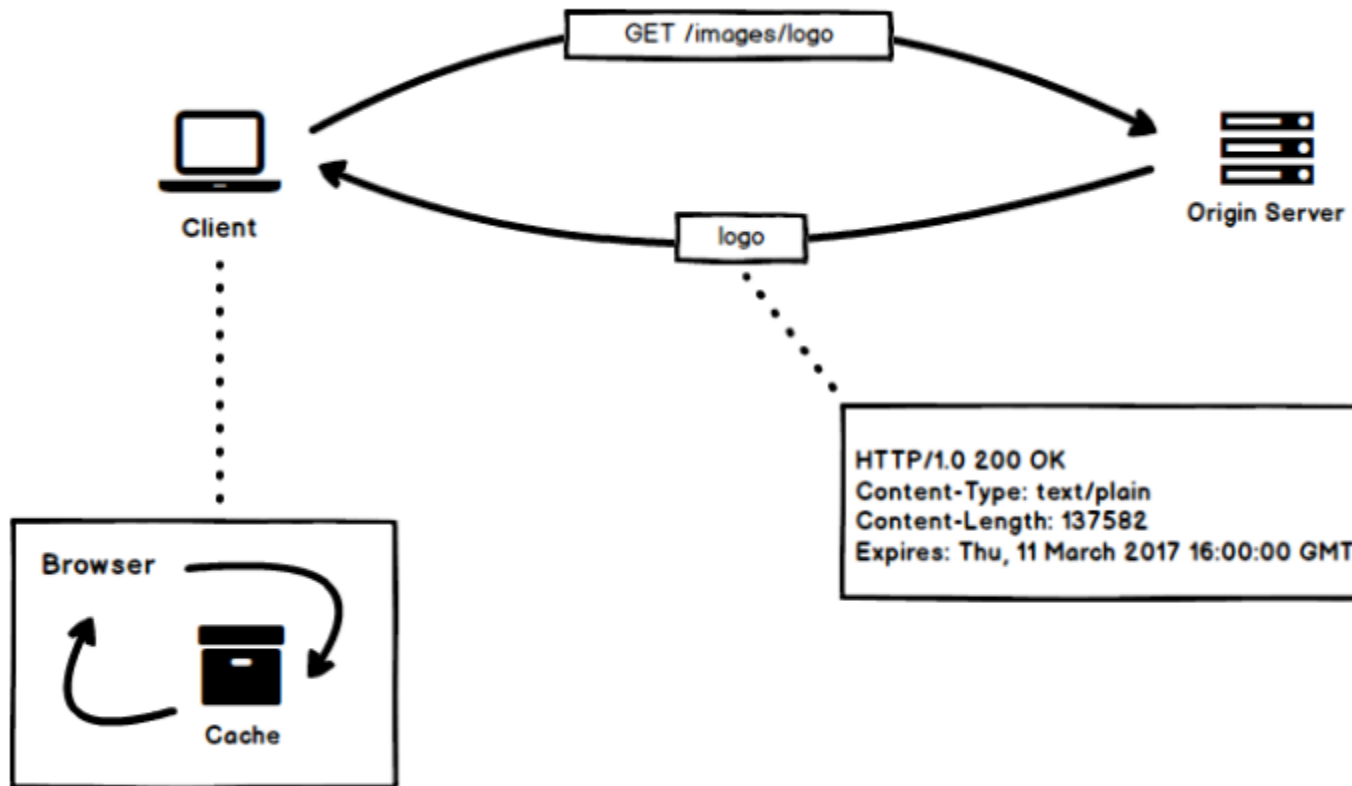 GET /images/logo
Client
Origin Server
logo
HTTP/1.0 200 OK
Content-Type: text/plain
Content-Length: 137582
Expires: Thu, 11 March 2017 16:00:00 GMT
Browser
Cache